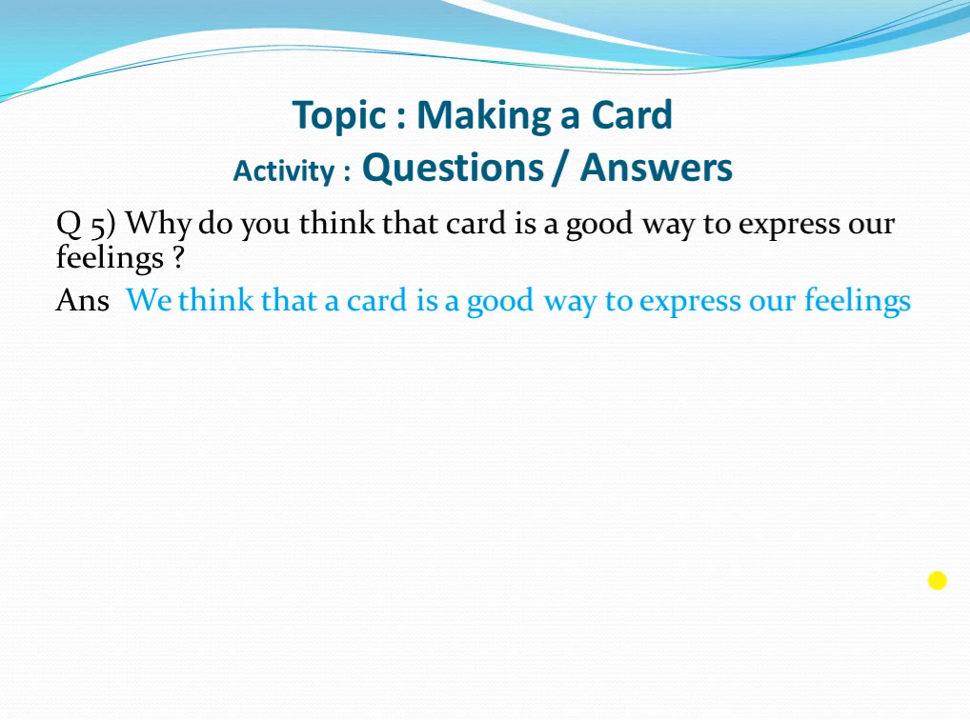 Topic : Making a Card
Activity : Questions / Answers
Q 5) Why do you think that card is a good way to express our
feelings ?
Ans We think that a card is a good way to express our feelings